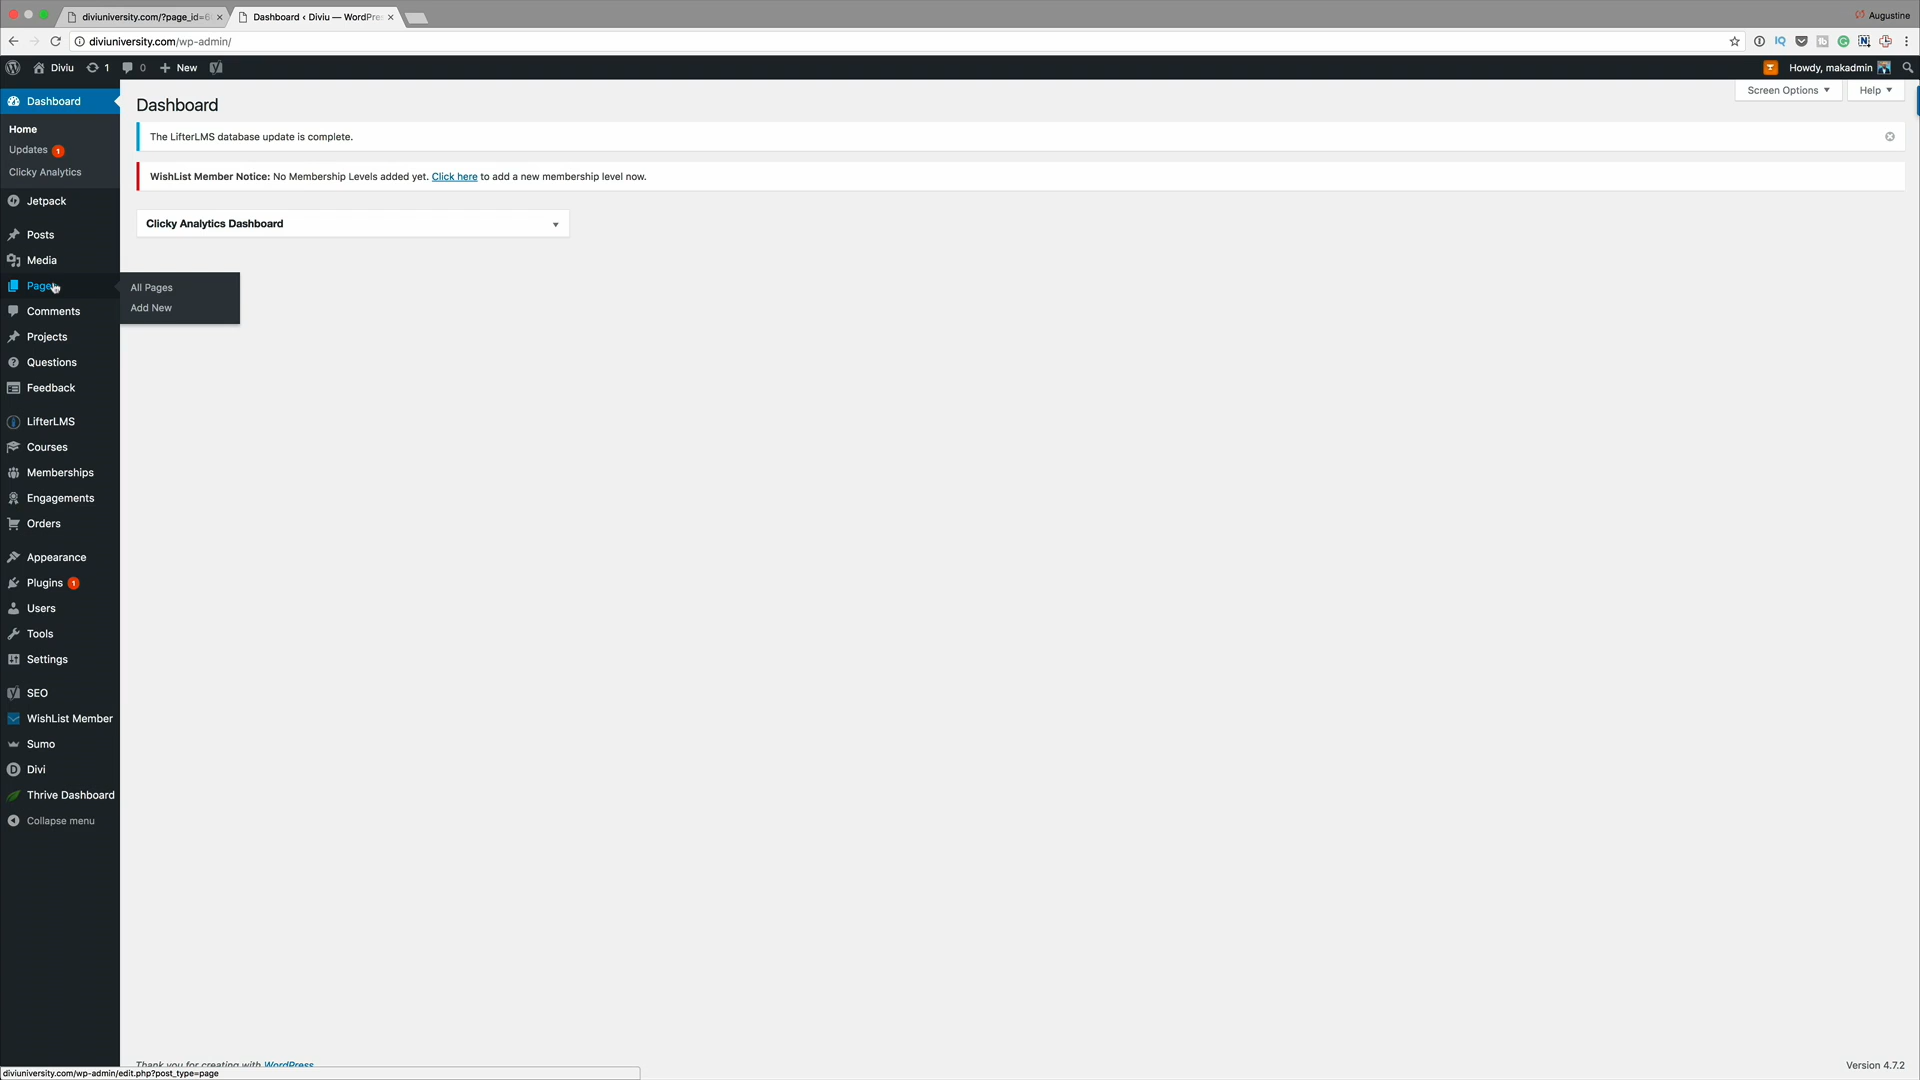 diviuniversity.com/?page_id=6
Dashboard ‹ Diviu — WordPre
Augustine
diviuniversity.com/wp-admin/
Diviu
1
0
New
Howdy, makadmin
Dashboard
Home
Updates 1
Clicky Analytics
Jetpack
Posts
Media
Pages
Comments
Projects
Questions
Feedback
LifterLMS
Courses
Memberships
Engagements
Orders
Appearance
Plugins 1
Users
Tools
Settings
SEO
WishList Member
Sumo
Divi
Thrive Dashboard
Collapse menu
All Pages
Add New
Dashboard
Screen Options
Help
The LifterLMS database update is complete.
WishList Member Notice: No Membership Levels added yet. Click here to add a new membership level now.
Clicky Analytics Dashboard
Thank you for creating with WordPress
Version 4.7.2
diviuniversity.com/wp-admin/edit.php?post_type=page